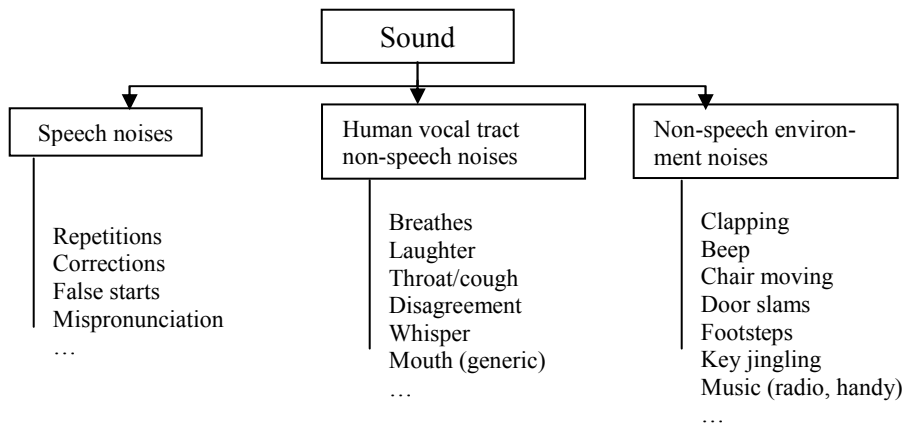 Sound
Speech noises
Repetitions
Corrections
False starts
Mispronunciation
…
Human vocal tract
non-speech noises
Breathes
Laughter
Throat/cough
Disagreement
Whisper
Mouth (generic)
…
Non-speech environ-
ment noises
Clapping
Beep
Chair moving
Door slams
Footsteps
Key jingling
Music (radio, handy)
…